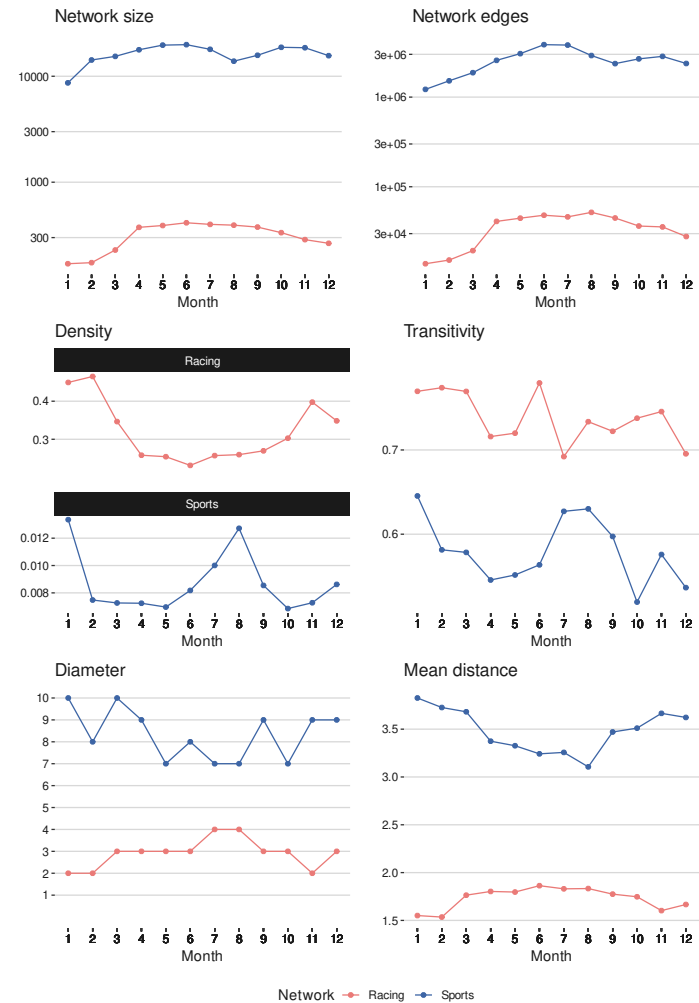 Network size
10000
3000
1000
300
1 2 3 4 5 6 7 8 9 10 11 12
Month
Network edges
3e+06
1e+06
3e+05
1e+05
3e+04
1 2 3 4 5 6 7 8 9 10 11 12
Month
Density
Racing
0.4
0.3
Sports
0.012
0.010
0.008
1 2 3 4 5 6 7 8 9 10 11 12
Month
Transitivity
0.7
0.6
1 2 3 4 5 6 7 8 9 10 11 12
Month
Diameter
10
9
8
7
6
5
4
3
2
1
1 2 3 4 5 6 7 8 9 10 11 12
Month
Mean distance
3.5
3.0
2.5
2.0
1.5
1 2 3 4 5 6 7 8 9 10 11 12
Month
Network Racing Sports